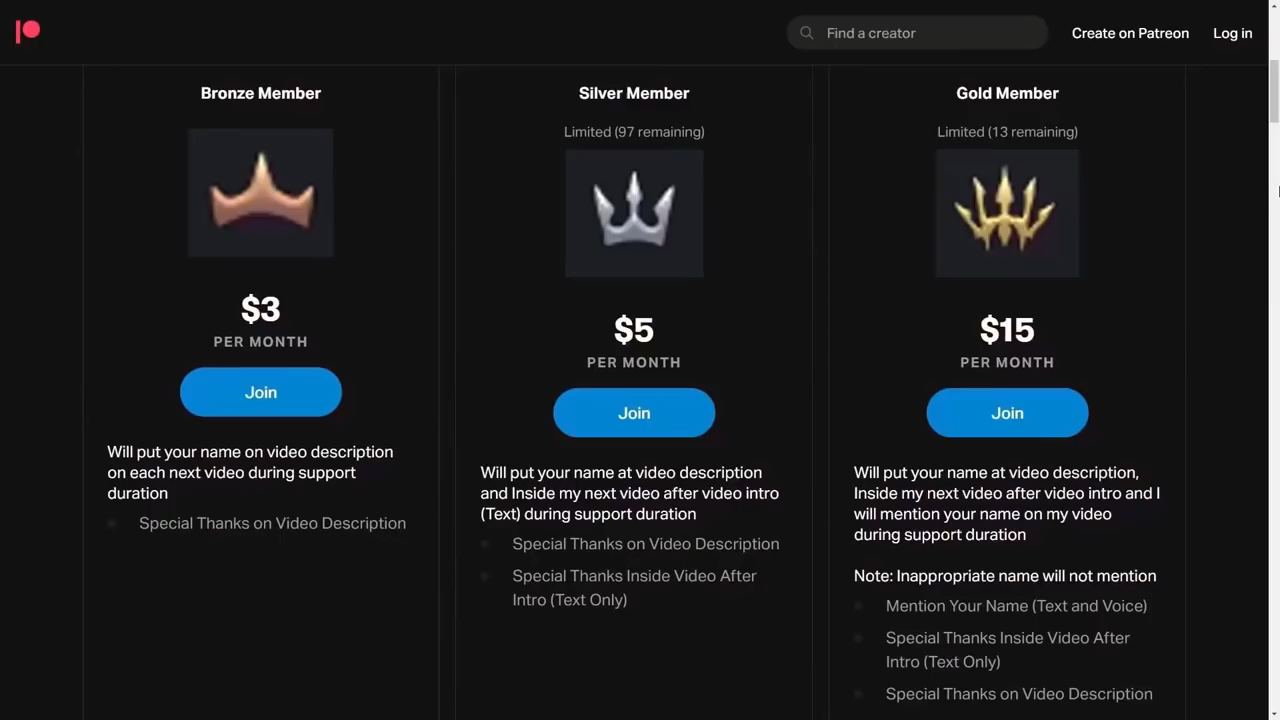 Find a creator
Create on Patreon
Log in
Bronze Member
$3
PER MONTH
Join
Will put your name on video description
on each next video during support
duration
Special Thanks on Video Description
Silver Member
Limited (97 remaining)
$5
PER MONTH
Join
Will put your name at video description
and Inside my next video after video intro
(Text) during support duration
Special Thanks on Video Description
Special Thanks Inside Video After
Intro (Text Only)
Gold Member
Limited (13 remaining)
$15
PER MONTH
Join
Will put your name at video description,
Inside my next video after video intro and I
will mention your name on my video
during support duration
Note: Inappropriate name will not mention
Mention Your Name (Text and Voice)
Special Thanks Inside Video After
Intro (Text Only)
Special Thanks on Video Description